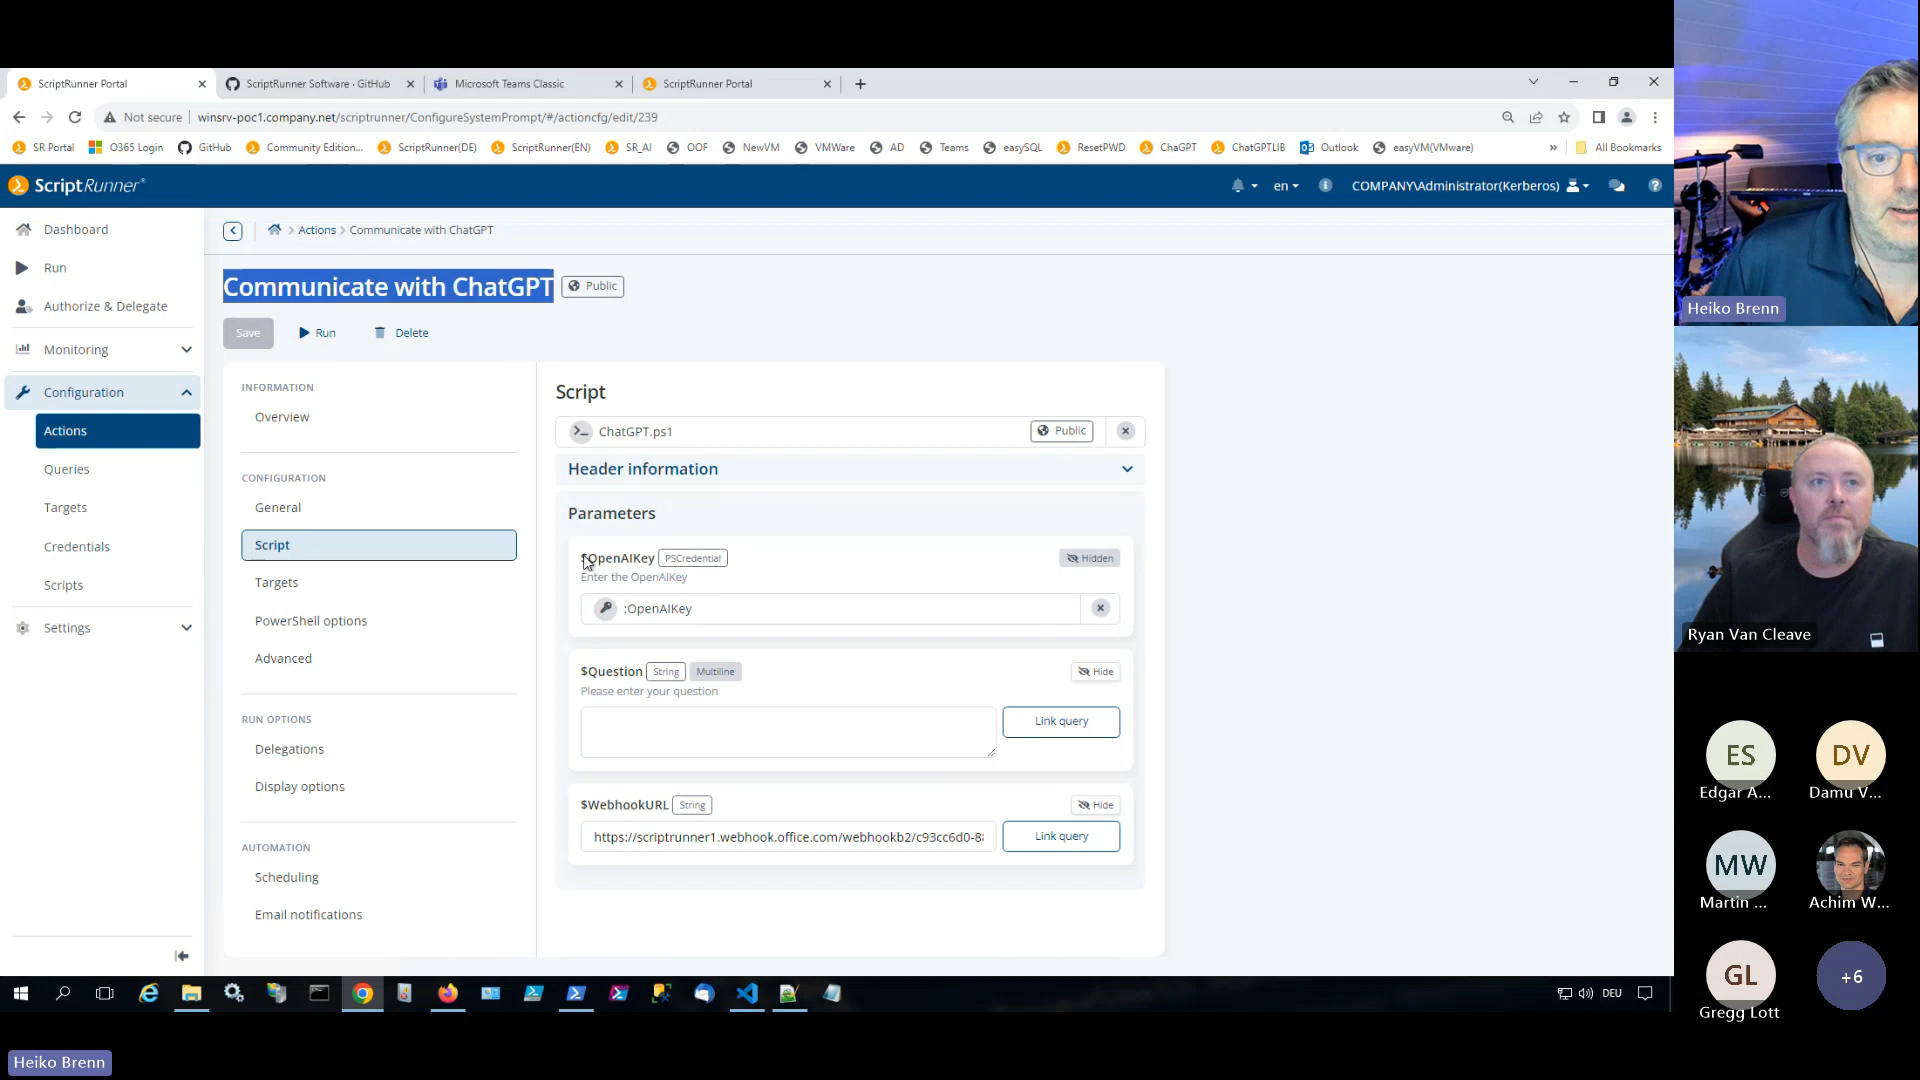 ScriptRunner Portal
ScriptRunner Software · GitHub
Microsoft Teams Classic
ScriptRunner Portal
Not secure
winsrv-poc1.company.net/scriptrunner/ConfigureSystemPrompt/#/actioncfg/edit/239
SR Portal
O365 Login
GitHub
Community Edition...
ScriptRunner(DE)
ScriptRunner(EN)
SR_AI
OOF
NewVM
VMWare
AD
Teams
easySQL
ResetPWD
ChaGPT
ChatGPTLIB
Outlook
easyVM(VMware)
»
All Bookmarks
ScriptRunner®
en
COMPANY\Administrator(Kerberos)
Dashboard
Run
Authorize & Delegate
Monitoring
Configuration
Actions
Queries
Targets
Credentials
Scripts
Settings
> Actions > Communicate with ChatGPT
Communicate with ChatGPT
Public
Save
Run
Delete
INFORMATION
Overview
CONFIGURATION
General
Script
Targets
PowerShell options
Advanced
RUN OPTIONS
Delegations
Display options
AUTOMATION
Scheduling
Email notifications
Script
ChatGPT.ps1
Public
Header information
Parameters
$OpenAIKey
PSCredential
Hidden
Enter the OpenAIKey
:OpenAIKey
$Question
String
Multiline
Hide
Please enter your question
Link query
$WebhookURL
String
Hide
https://scriptrunner1.webhook.office.com/webhookb2/c93cc6d0-8
Link query
DEU
Heiko Brenn
Ryan Van Cleave
ES
Edgar A...
DV
Damu V...
MW
Martin ...
Achim W...
GL
Gregg Lott
+6
Heiko Brenn